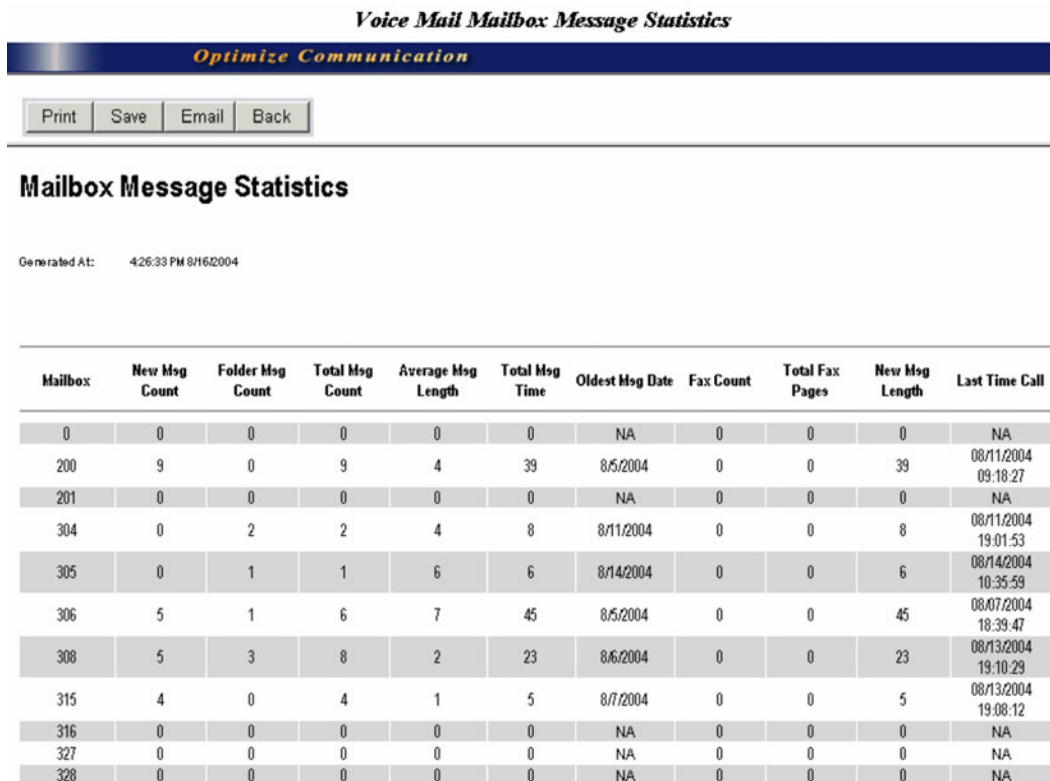 Voice Mail Mailbox Message Statistics
Optimize Communication
Print Save Email Back
Mailbox Message Statistics
Generated At: 4:26:33 PM 8/16/2004
Mailbox New Msg Count Folder Msg Count Total Msg Count Average Msg Length Total Msg Time Oldest Msg Date Fax Count Total Fax Pages New Msg Length Last Time Call
0 0 0 0 0 0 NA 0 0 0 NA
200 9 0 9 4 39 8/5/2004 0 0 39 08/11/2004 09:18:27
201 0 0 0 0 0 NA 0 0 0 NA
304 0 2 2 4 8 8/11/2004 0 0 8 08/11/2004 19:01:53
305 0 1 1 6 6 8/14/2004 0 0 6 08/14/2004 10:35:59
306 5 1 6 7 45 8/5/2004 0 0 45 08/07/2004 18:39:47
308 5 3 8 2 23 8/6/2004 0 0 23 08/13/2004 19:10:29
315 4 0 4 1 5 8/7/2004 0 0 5 08/13/2004 19:08:12
316 0 0 0 0 0 NA 0 0 0 NA
327 0 0 0 0 0 NA 0 0 0 NA
328 0 0 0 0 0 NA 0 0 0 NA